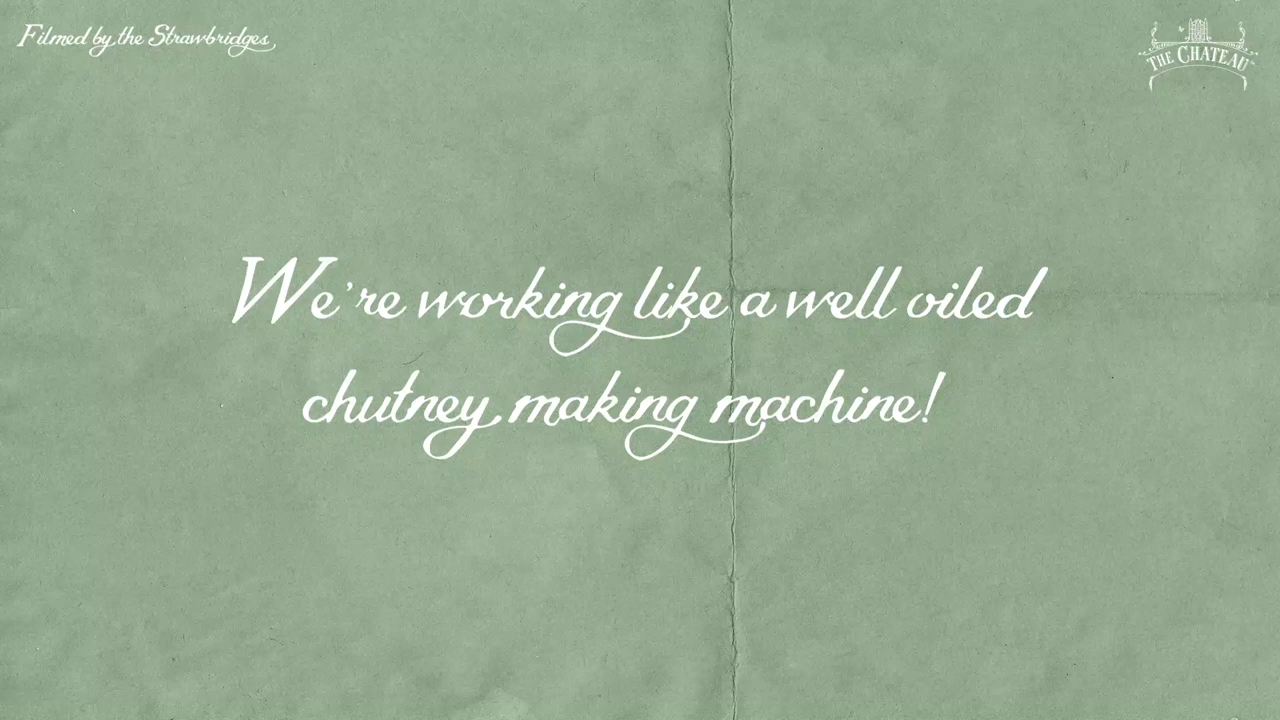 Filmed by the Strawbridges
THE CHATEAU
We're working like a well oiled
chutney making machine!